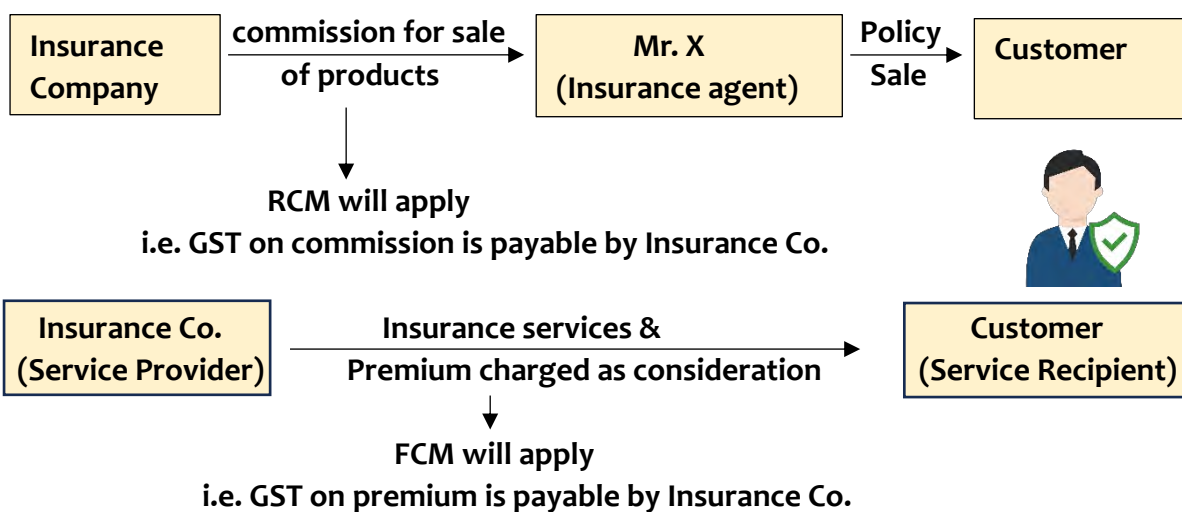 Insurance
Company
commission for sale
of products
Mr. X
(Insurance agent)
Policy
Sale
Customer
RCM will apply
i.e. GST on commission is payable by Insurance Co.
Insurance Co.
(Service Provider)
Insurance services &
Premium charged as consideration
Customer
(Service Recipient)
FCM will apply
i.e. GST on premium is payable by Insurance Co.